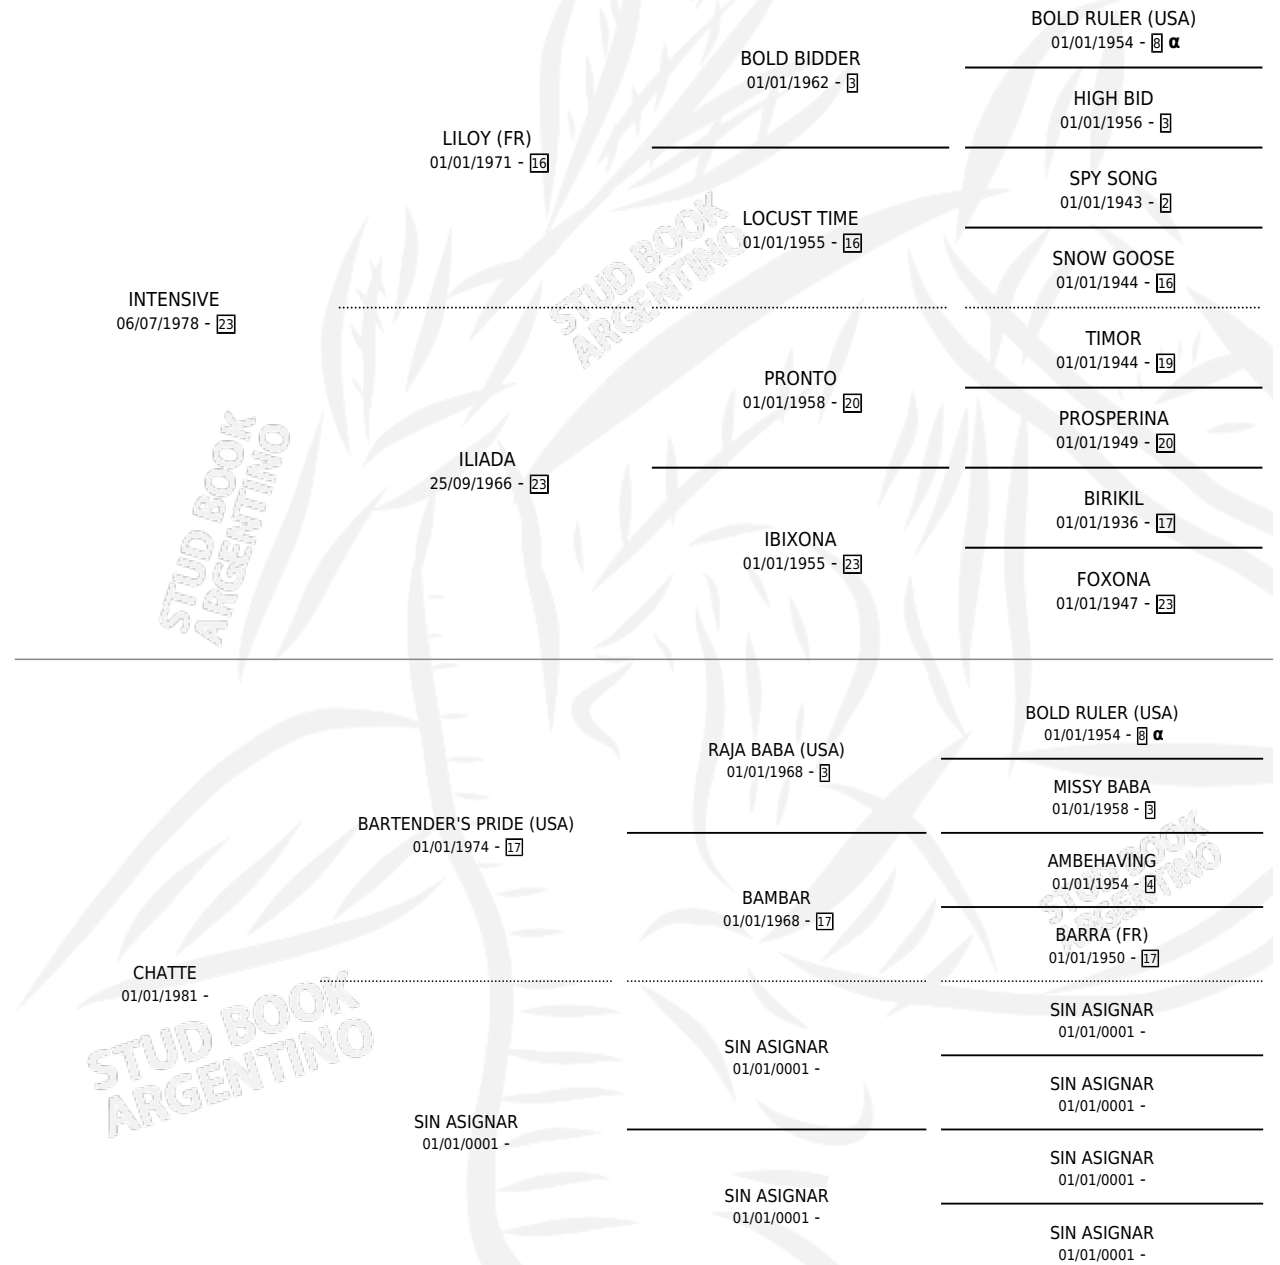 BOLD RULER (USA)
01/01/1954 - 8 α
BOLD BIDDER
01/01/1962 - 3
HIGH BID
01/01/1956 - 3
LILOY (FR)
01/01/1971 - 16
SPY SONG
01/01/1943 - 2
LOCUST TIME
01/01/1955 - 16
SNOW GOOSE
01/01/1944 - 16
INTENSIVE
06/07/1978 - 23
TIMOR
01/01/1944 - 19
PRONTO
01/01/1958 - 20
PROSPERINA
01/01/1949 - 20
ILIADA
25/09/1966 - 23
BIRIKIL
01/01/1936 - 17
IBIXONA
01/01/1955 - 23
FOXONA
01/01/1947 - 23
STUD BOOK
ARGENTINO
STUD BOOK
ARGENTINO
BOLD RULER (USA)
01/01/1954 - 8 α
RAJA BABA (USA)
01/01/1968 - 3
MISSY BABA
01/01/1958 - 3
BARTENDER'S PRIDE (USA)
01/01/1974 - 17
AMBEHAVING
01/01/1954 - 4
BAMBAR
01/01/1968 - 17
BARRA (FR)
01/01/1950 - 17
CHATTE
01/01/1981 -
SIN ASIGNAR
01/01/0001 -
SIN ASIGNAR
01/01/0001 -
SIN ASIGNAR
01/01/0001 -
SIN ASIGNAR
01/01/0001 -
SIN ASIGNAR
01/01/0001 -
SIN ASIGNAR
01/01/0001 -
SIN ASIGNAR
01/01/0001 -
STUD BOOK
ARGENTINO
STUD BOOK
ARGENTINO